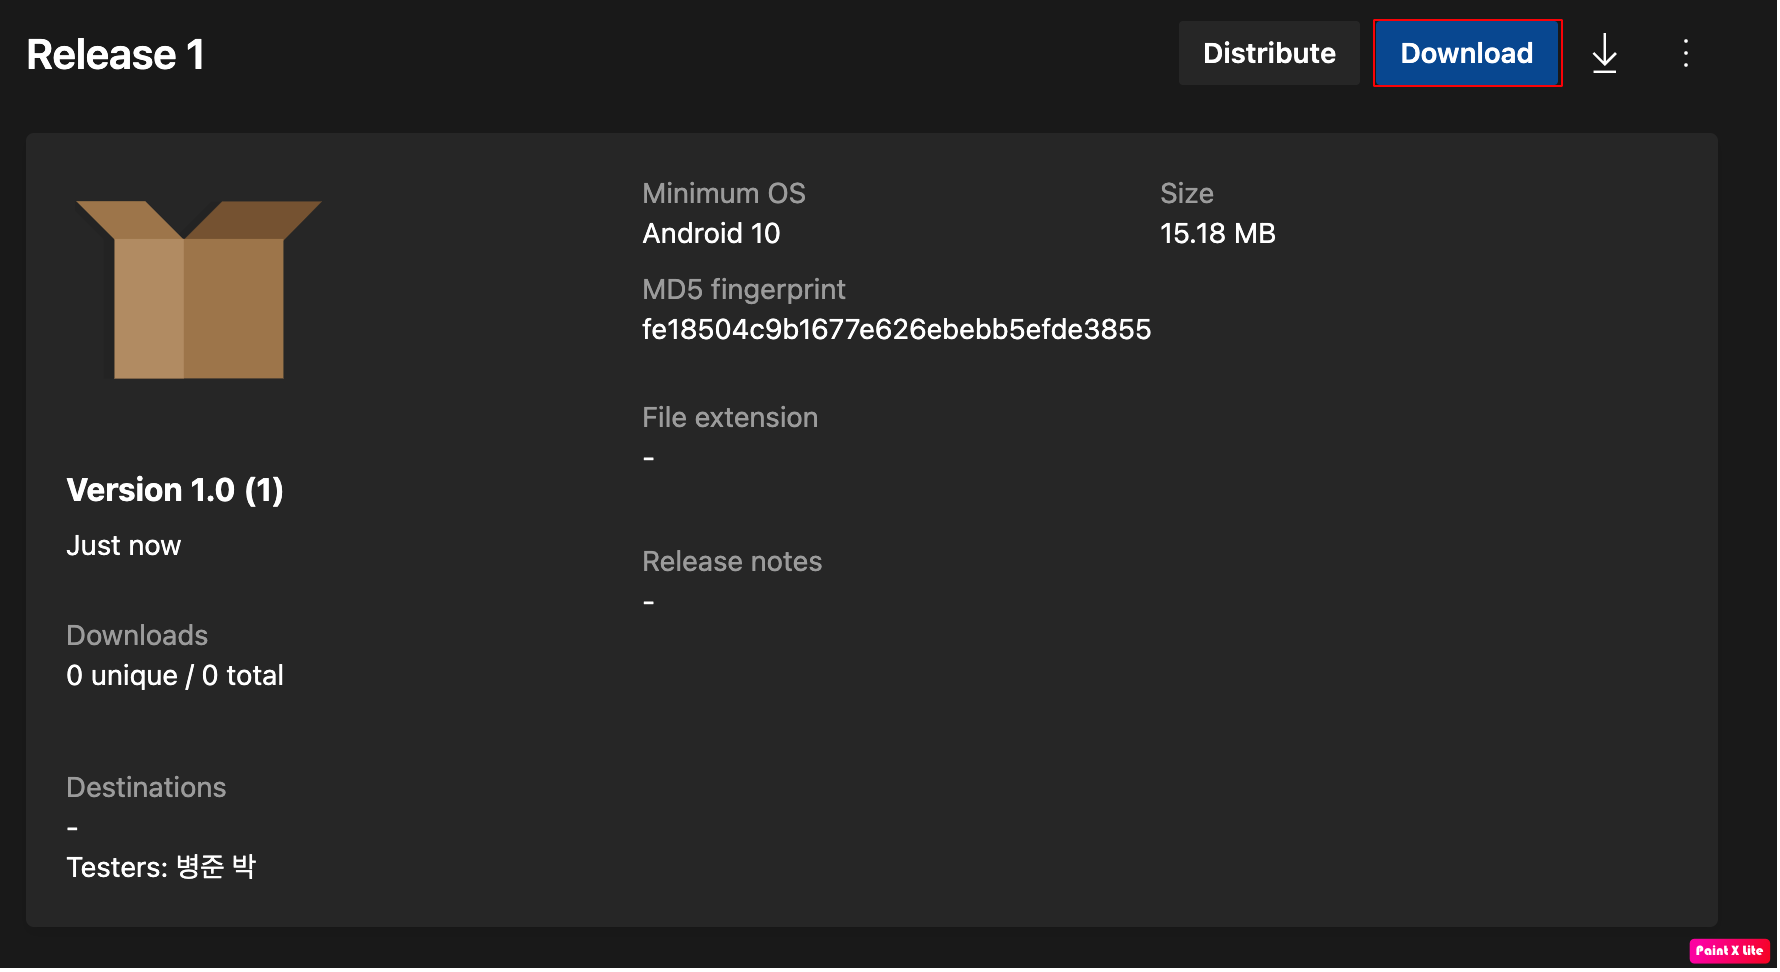 Release 1
Distribute
Download
Minimum OS
Android 10
Size
15.18 MB
MD5 fingerprint
fe18504c9b1677e626ebebb5efde3855
File extension
-
Version 1.0 (1)
Just now
Release notes
-
Downloads
0 unique / 0 total
Destinations
-
Testers: 병준 박
Paint X Lite